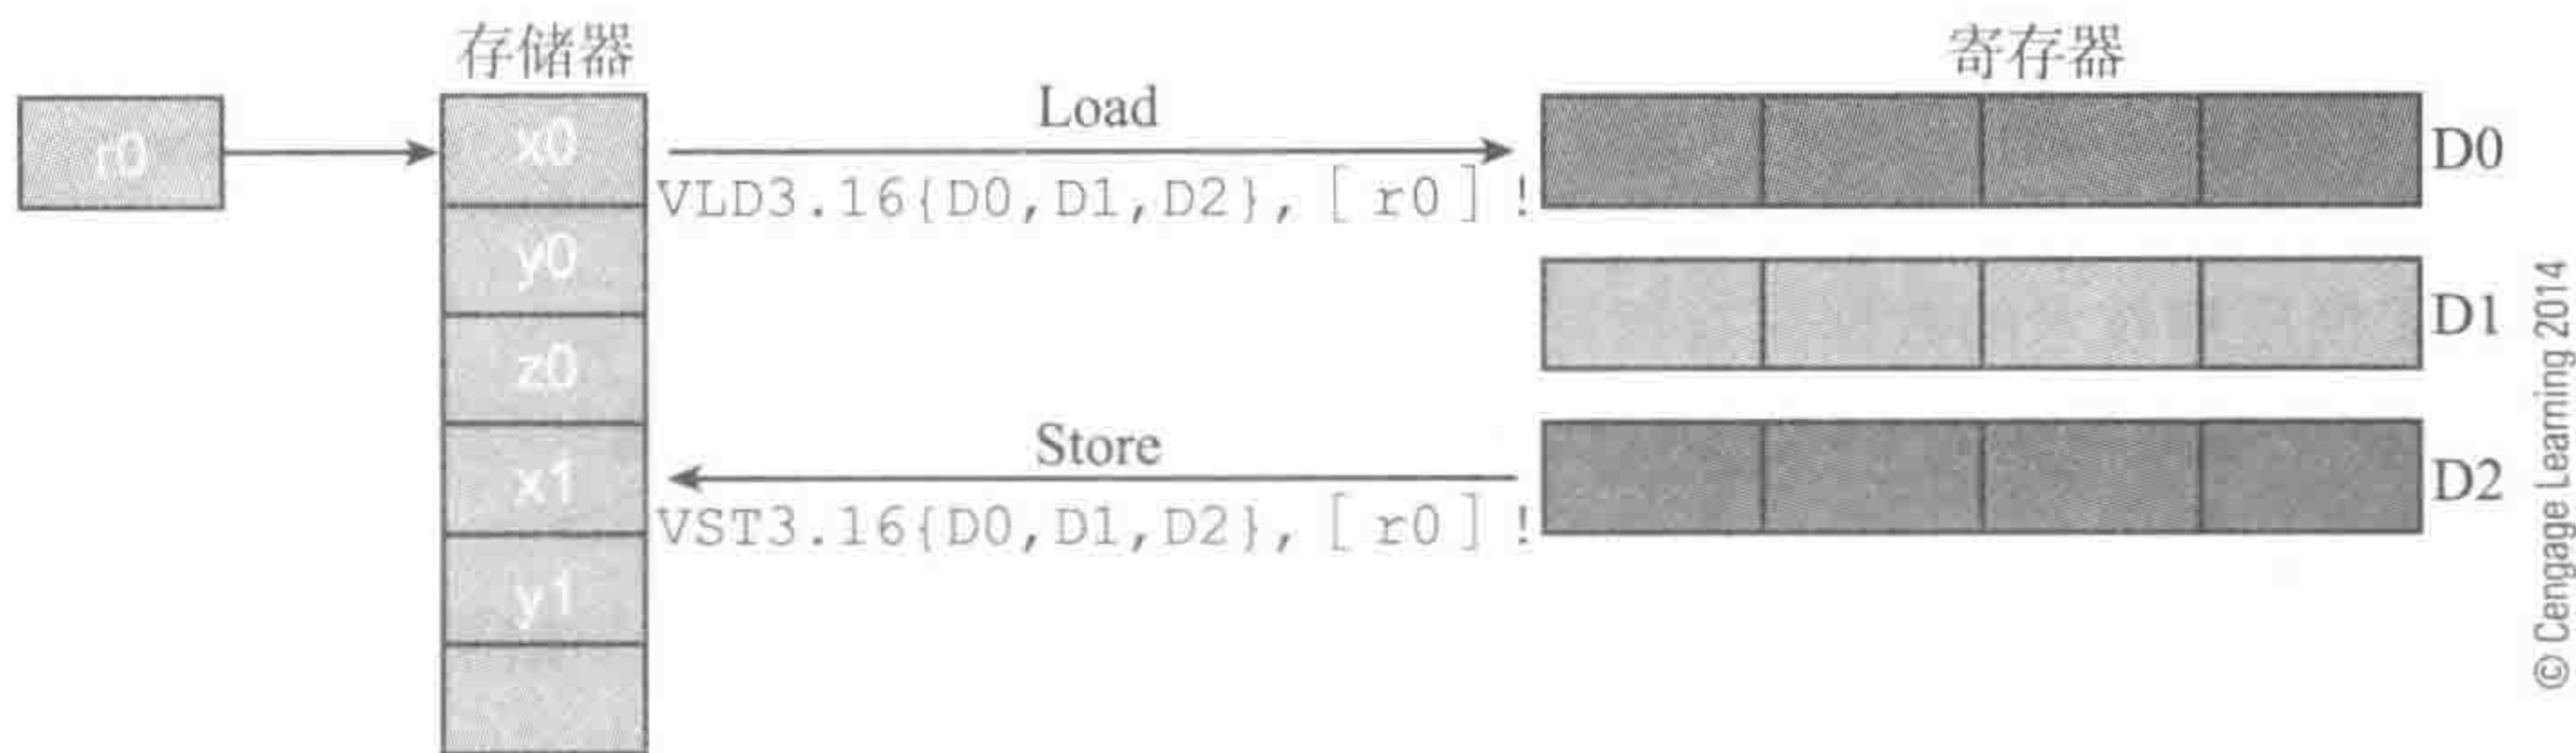 存储器
寄存器
r0
x0
Load
D0
VLD3.16{D0,D1,D2},[r0]!
y0
D1
z0
Store
x1
D2
VST3.16{D0,D1,D2},[r0]!
y1
© Cengage Learning 2014